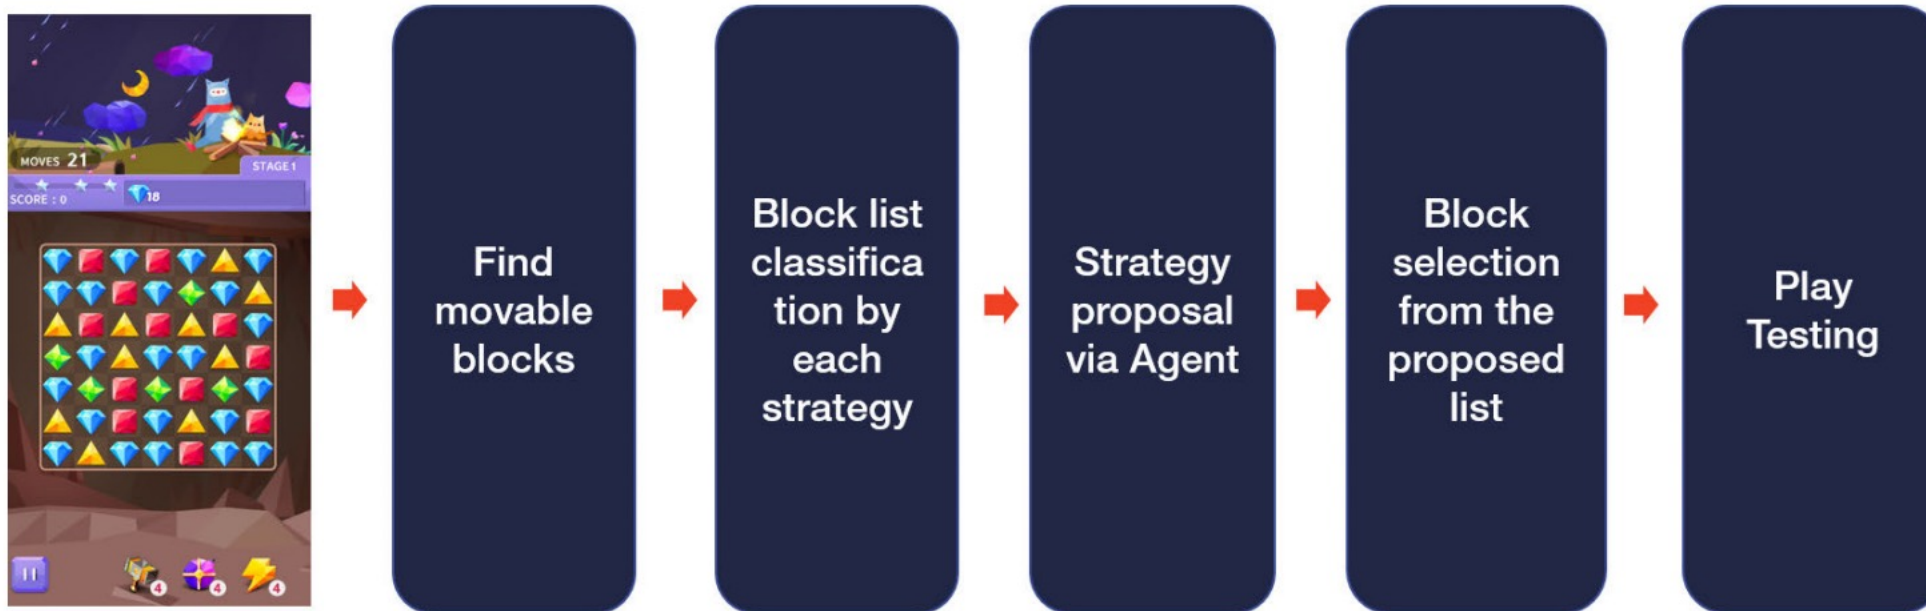 MOVES 21
STAGE 1
SCORE : 0
18
4
4
4
Find
movable
blocks
Block list
classifica
tion by
each
strategy
Strategy
proposal
via Agent
Block
selection
from the
proposed
list
Play
Testing